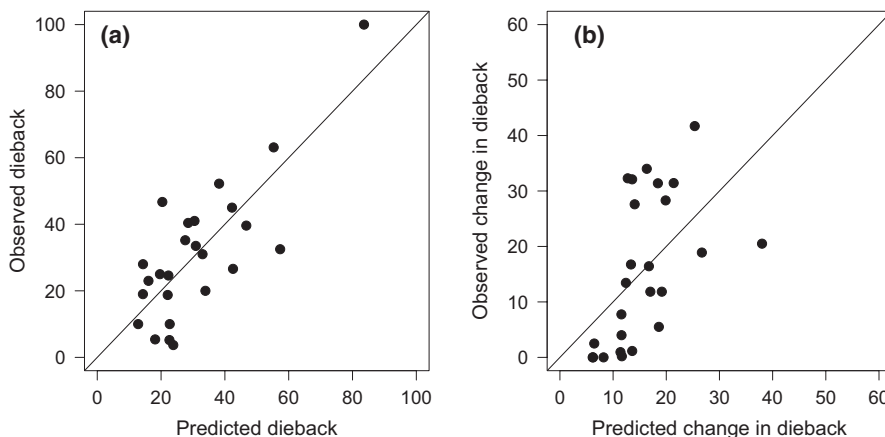 (a)
Observed dieback
100
80
60
40
20
0
0 20 40 60 80 100
Predicted dieback
(b)
Observed change in dieback
60
50
40
30
20
10
0
0 10 20 30 40 50 60
Predicted change in dieback